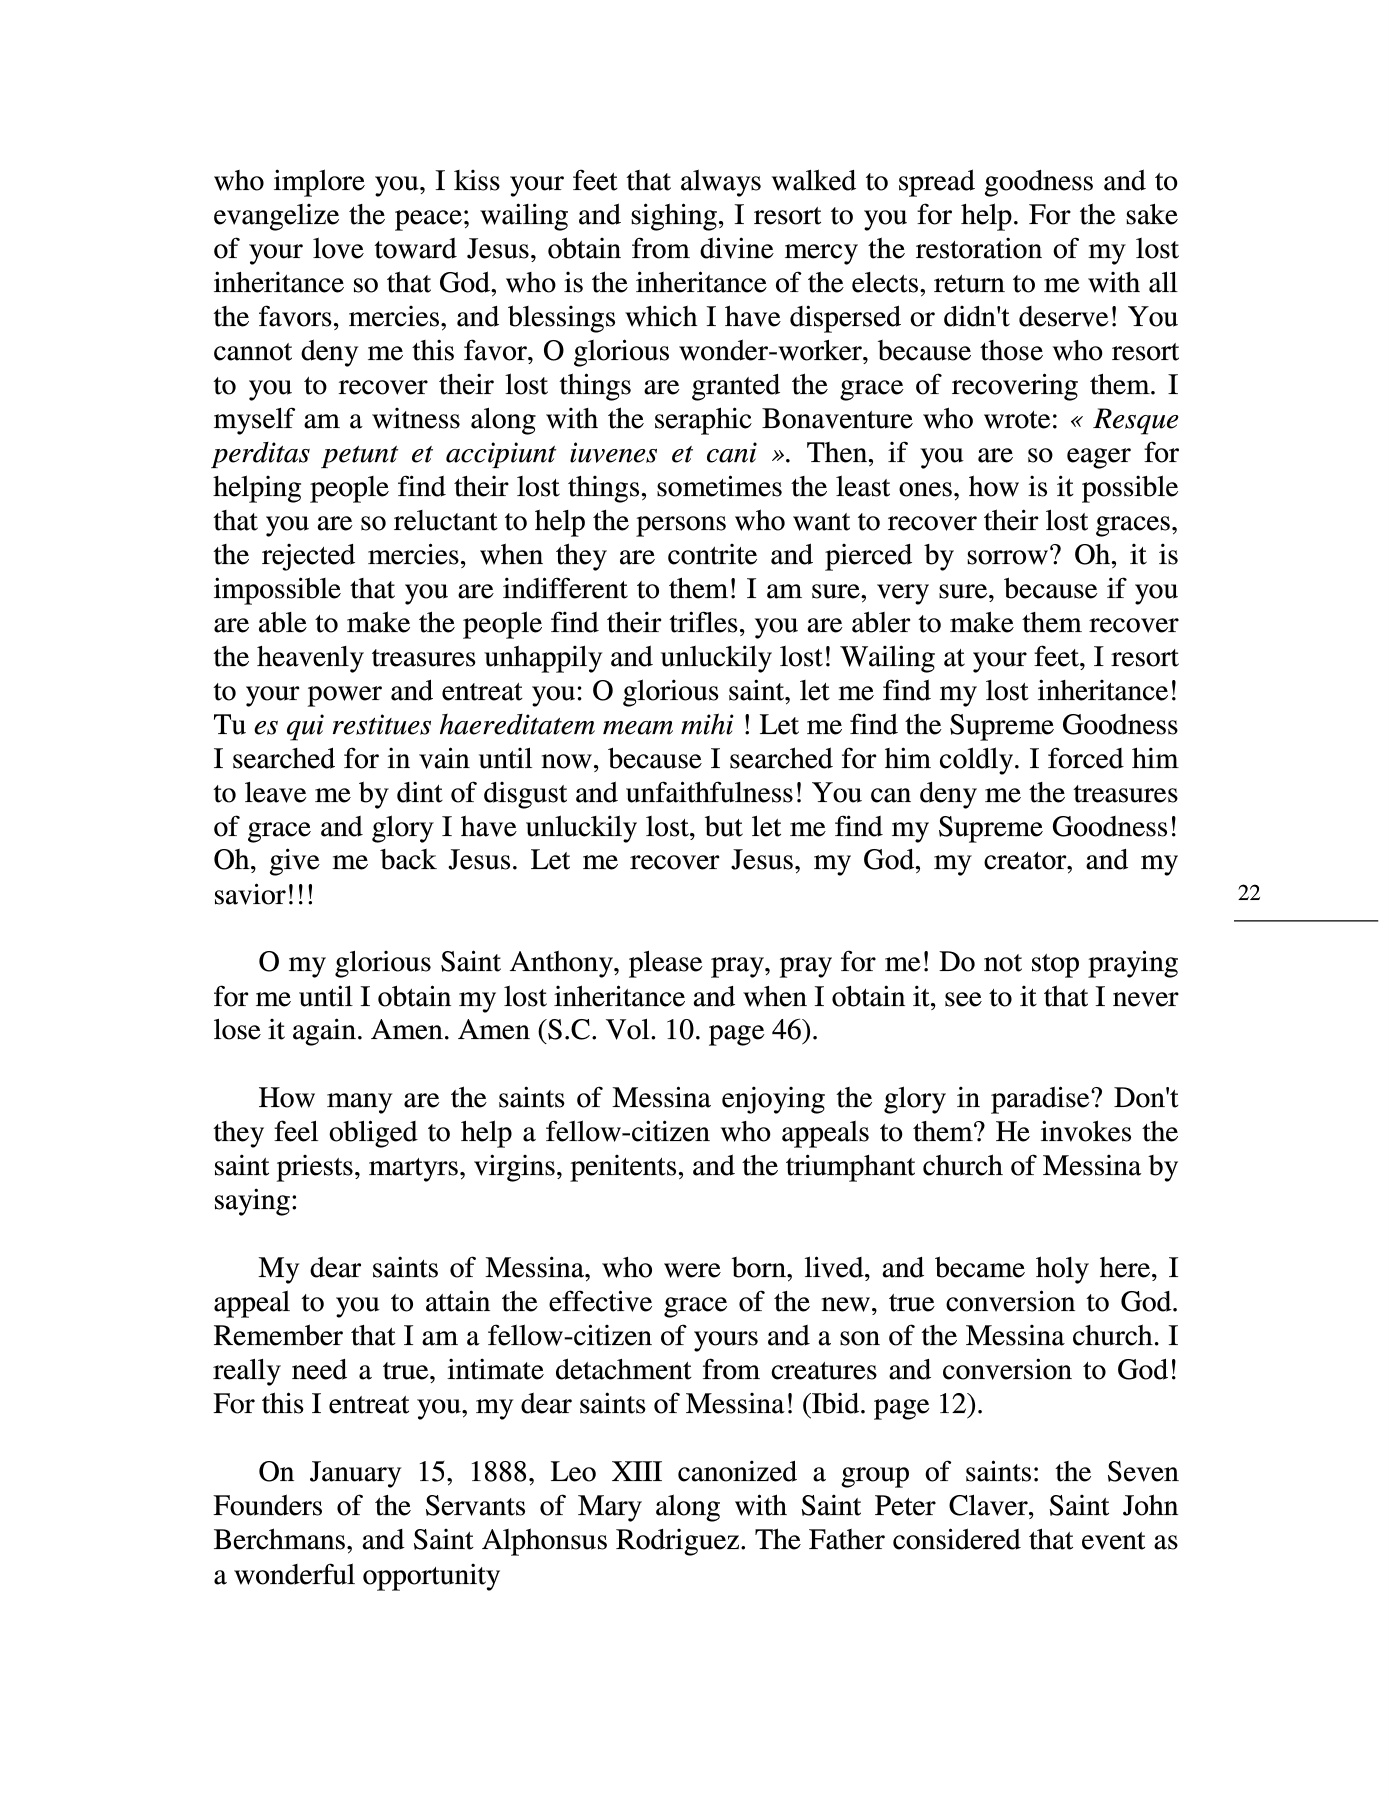 who implore you, I kiss your feet that always walked to spread goodness and to
evangelize the peace; wailing and sighing, I resort to you for help. For the sake
of your love toward Jesus, obtain from divine mercy the restoration of my lost
inheritance so that God, who is the inheritance of the elects, return to me with all
the favors, mercies, and blessings which I have dispersed or didn't deserve! You
cannot deny me this favor, O glorious wonder-worker, because those who resort
to you to recover their lost things are granted the grace of recovering them. I
myself am a witness along with the seraphic Bonaventure who wrote: « Resque
perditas petunt et accipiunt iuvenes et cani ». Then, if you are so eager for
helping people find their lost things, sometimes the least ones, how is it possible
that you are so reluctant to help the persons who want to recover their lost graces,
the rejected mercies, when they are contrite and pierced by sorrow? Oh, it is
impossible that you are indifferent to them! I am sure, very sure, because if you
are able to make the people find their trifles, you are abler to make them recover
the heavenly treasures unhappily and unluckily lost! Wailing at your feet, I resort
to your power and entreat you: O glorious saint, let me find my lost inheritance!
Tu es qui restitues haereditatem meam mihi ! Let me find the Supreme Goodness
I searched for in vain until now, because I searched for him coldly. I forced him
to leave me by dint of disgust and unfaithfulness! You can deny me the treasures
of grace and glory I have unluckily lost, but let me find my Supreme Goodness!
Oh, give me back Jesus. Let me recover Jesus, my God, my creator, and my
savior!!!
22
O my glorious Saint Anthony, please pray, pray for me! Do not stop praying
for me until I obtain my lost inheritance and when I obtain it, see to it that I never
lose it again. Amen. Amen (S.C. Vol. 10. page 46).
How many are the saints of Messina enjoying the glory in paradise? Don't
they feel obliged to help a fellow-citizen who appeals to them? He invokes the
saint priests, martyrs, virgins, penitents, and the triumphant church of Messina by
saying:
My dear saints of Messina, who were born, lived, and became holy here, I
appeal to you to attain the effective grace of the new, true conversion to God.
Remember that I am a fellow-citizen of yours and a son of the Messina church. I
really need a true, intimate detachment from creatures and conversion to God!
For this I entreat you, my dear saints of Messina! (Ibid. page 12).
On January 15, 1888, Leo XIII canonized a group of saints: the Seven
Founders of the Servants of Mary along with Saint Peter Claver, Saint John
Berchmans, and Saint Alphonsus Rodriguez. The Father considered that event as
a wonderful opportunity